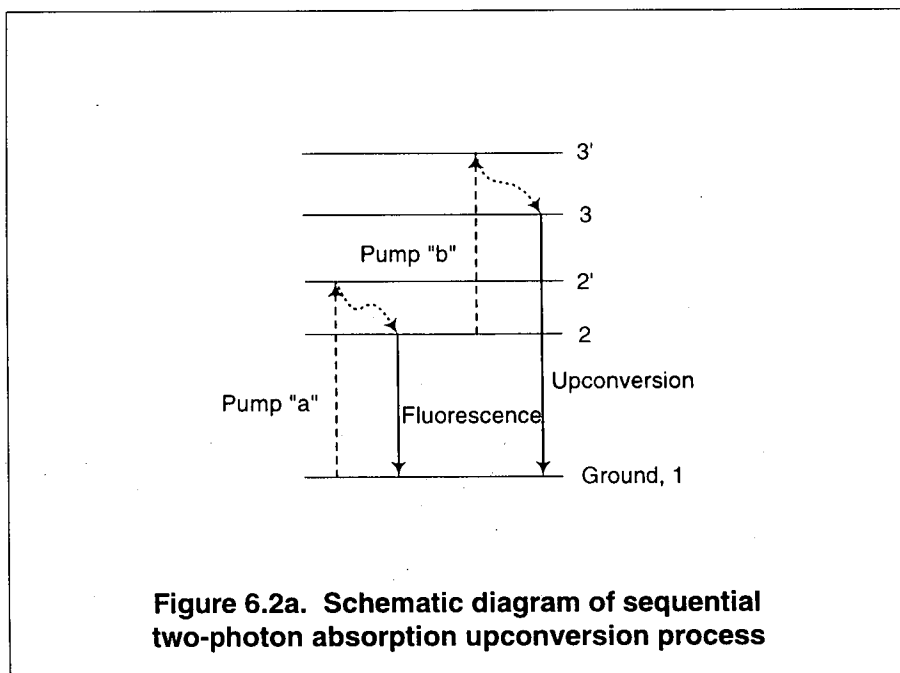 3'
3
Pump "b"
2'
2
Upconversion
Pump "a"
Fluorescence
Ground, 1
Figure 6.2a. Schematic diagram of sequential
two-photon absorption upconversion process